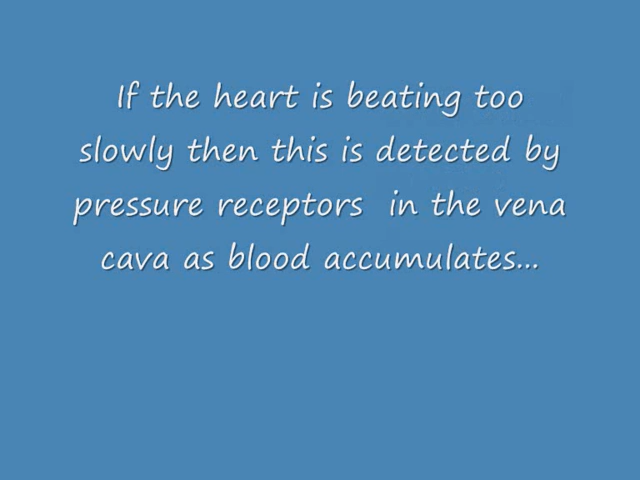 If the heart is beating too
slowly then this is detected by
pressure receptors in the vena
cava as blood accumulates...